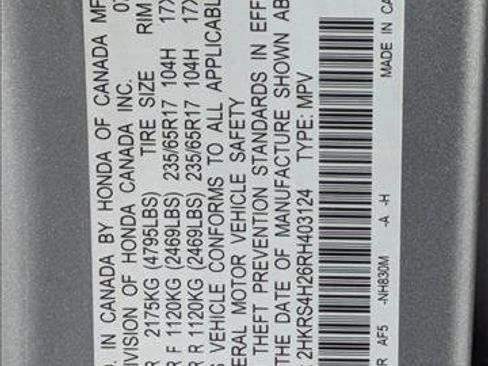 . IN CANADA BY HONDA OF CANADA MF
IVISION OF HONDA CANADA INC. 0
R 2175KG (4795LBS) TIRE SIZE RIM
R F 1120KG (2469LBS) 235/65R17 104H 17X
R R 1120KG (2469LBS) 235/65R17 104H 17X
S VEHICLE CONFORMS TO ALL APPLICABL
ERAL MOTOR VEHICLE SAFETY
THEFT PREVENTION STANDARDS IN EFF
THE DATE OF MANUFACTURE SHOWN AB
: 2HKRS4H26RH403124 TYPE: MPV
R AF5 -NH830M -A -H MADE IN CA